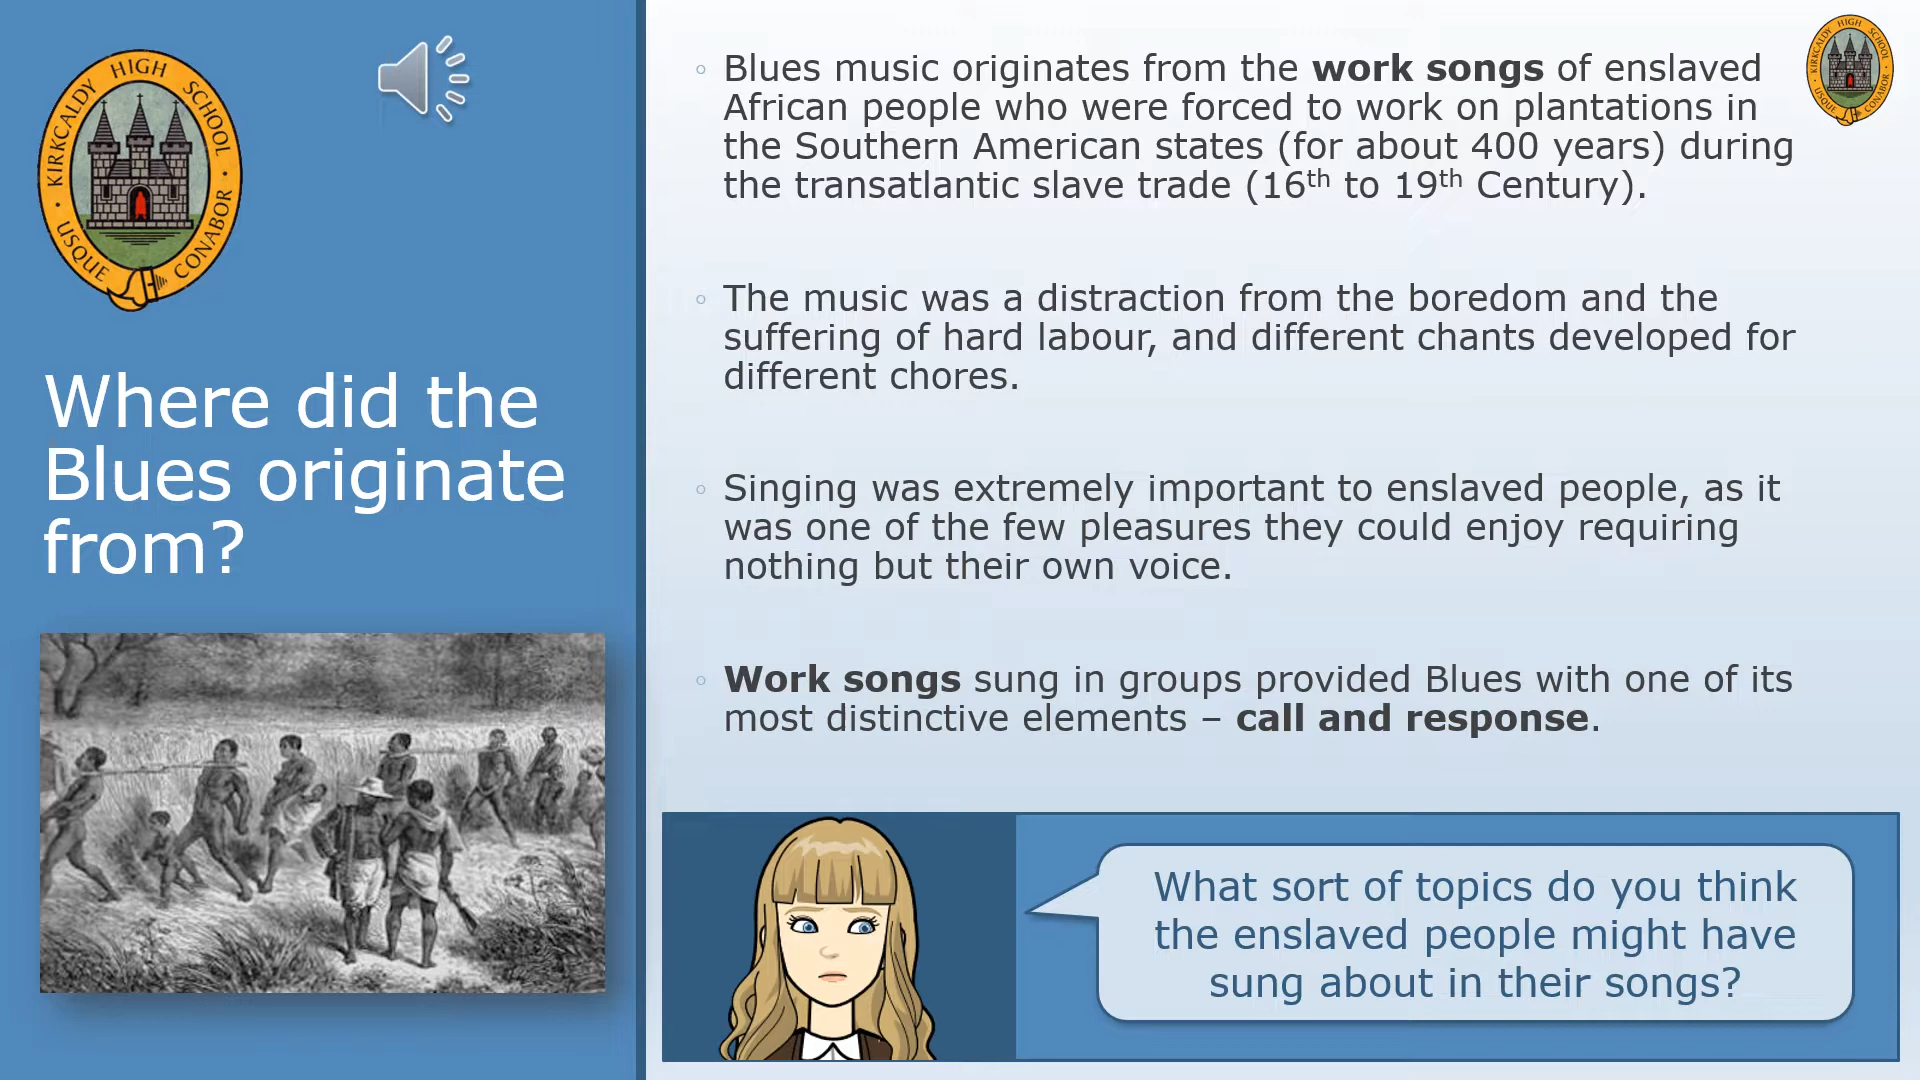 KIRKCALDY HIGH SCHOOL
USQUE CONABOR
Where did the
Blues originate
from?
◦ Blues music originates from the work songs of enslaved
African people who were forced to work on plantations in
the Southern American states (for about 400 years) during
the transatlantic slave trade (16th to 19th Century).
◦ The music was a distraction from the boredom and the
suffering of hard labour, and different chants developed for
different chores.
◦ Singing was extremely important to enslaved people, as it
was one of the few pleasures they could enjoy requiring
nothing but their own voice.
◦ Work songs sung in groups provided Blues with one of its
most distinctive elements – call and response.
KIRKCALDY HIGH SCHOOL
USQUE CONABOR
What sort of topics do you think
the enslaved people might have
sung about in their songs?